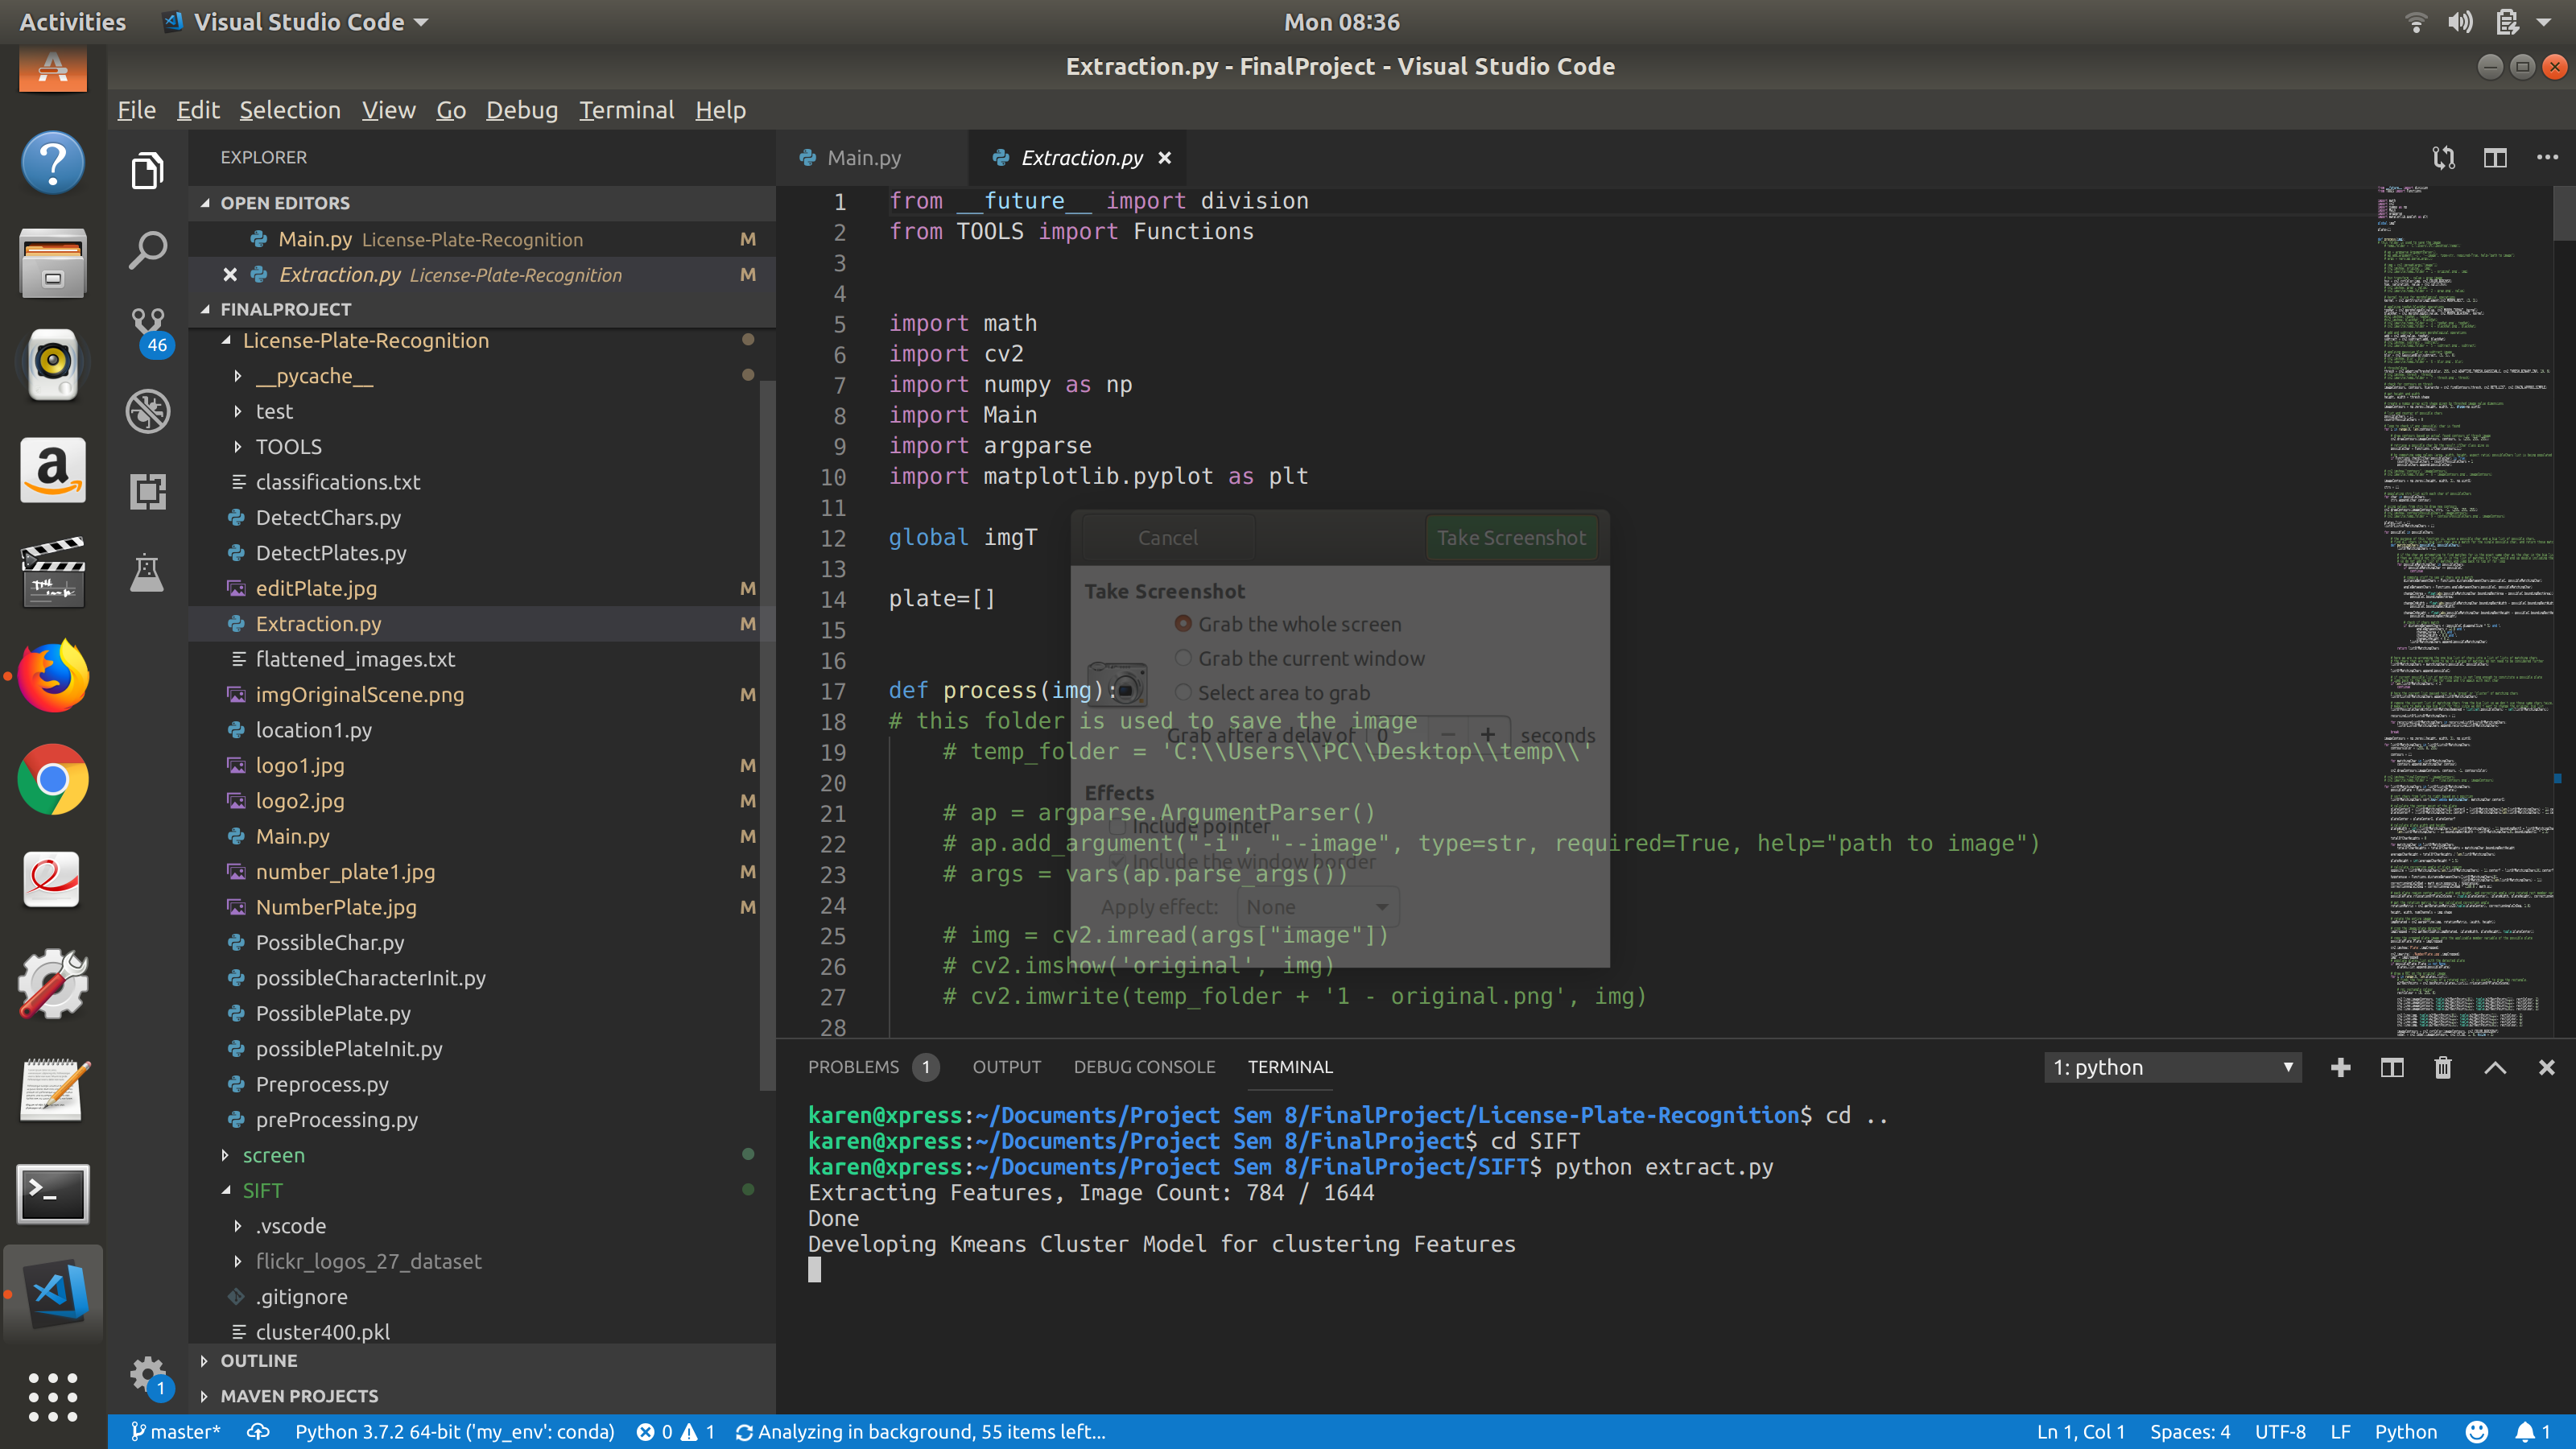 Activities Visual Studio Code Mon 08:36
Extraction.py - FinalProject - Visual Studio Code
File Edit Selection View Go Debug Terminal Help
EXPLORER
OPEN EDITORS
Main.py License-Plate-Recognition M
Extraction.py License-Plate-Recognition M
FINALPROJECT
46
License-Plate-Recognition
__pycache__
test
TOOLS
classifications.txt
DetectChars.py
DetectPlates.py
editPlate.jpg M
Extraction.py M
flattened_images.txt
imgOriginalScene.png M
location1.py
logo1.jpg M
logo2.jpg M
Main.py M
number_plate1.jpg M
NumberPlate.jpg M
PossibleChar.py
possibleCharacterInit.py
PossiblePlate.py
possiblePlateInit.py
Preprocess.py
preProcessing.py
screen
SIFT
.vscode
flickr_logos_27_dataset
.gitignore
cluster400.pkl
OUTLINE
1
MAVEN PROJECTS
Main.py Extraction.py
1 from __future__ import division
2 from TOOLS import Functions
3
4
5 import math
6 import cv2
7 import numpy as np
8 import Main
9 import argparse
10 import matplotlib.pyplot as plt
11
12 global imgT
13
14 plate=[]
15
16
17 def process(img):
18 # this folder is used to save the image
19 # temp_folder = 'C:\\Users\\PC\\Desktop\\temp\\'
20
21 # ap = argparse.ArgumentParser()
22 # ap.add_argument("-i", "--image", type=str, required=True, help="path to image")
23 # args = vars(ap.parse_args())
24
25 # img = cv2.imread(args["image"])
26 # cv2.imshow('original', img)
27 # cv2.imwrite(temp_folder + '1 - original.png', img)
28
Cancel Take Screenshot
Take Screenshot
Grab the whole screen
Grab the current window
Select area to grab
Grab after a delay of 0 − + seconds
Effects
Include pointer
Include the window border
Apply effect: None
PROBLEMS 1 OUTPUT DEBUG CONSOLE TERMINAL 1: python
karen@xpress:~/Documents/Project Sem 8/FinalProject/License-Plate-Recognition$ cd ..
karen@xpress:~/Documents/Project Sem 8/FinalProject$ cd SIFT
karen@xpress:~/Documents/Project Sem 8/FinalProject/SIFT$ python extract.py
Extracting Features, Image Count: 784 / 1644
Done
Developing Kmeans Cluster Model for clustering Features
master* Python 3.7.2 64-bit ('my_env': conda) 0 1 Analyzing in background, 55 items left... Ln 1, Col 1 Spaces: 4 UTF-8 LF Python 1